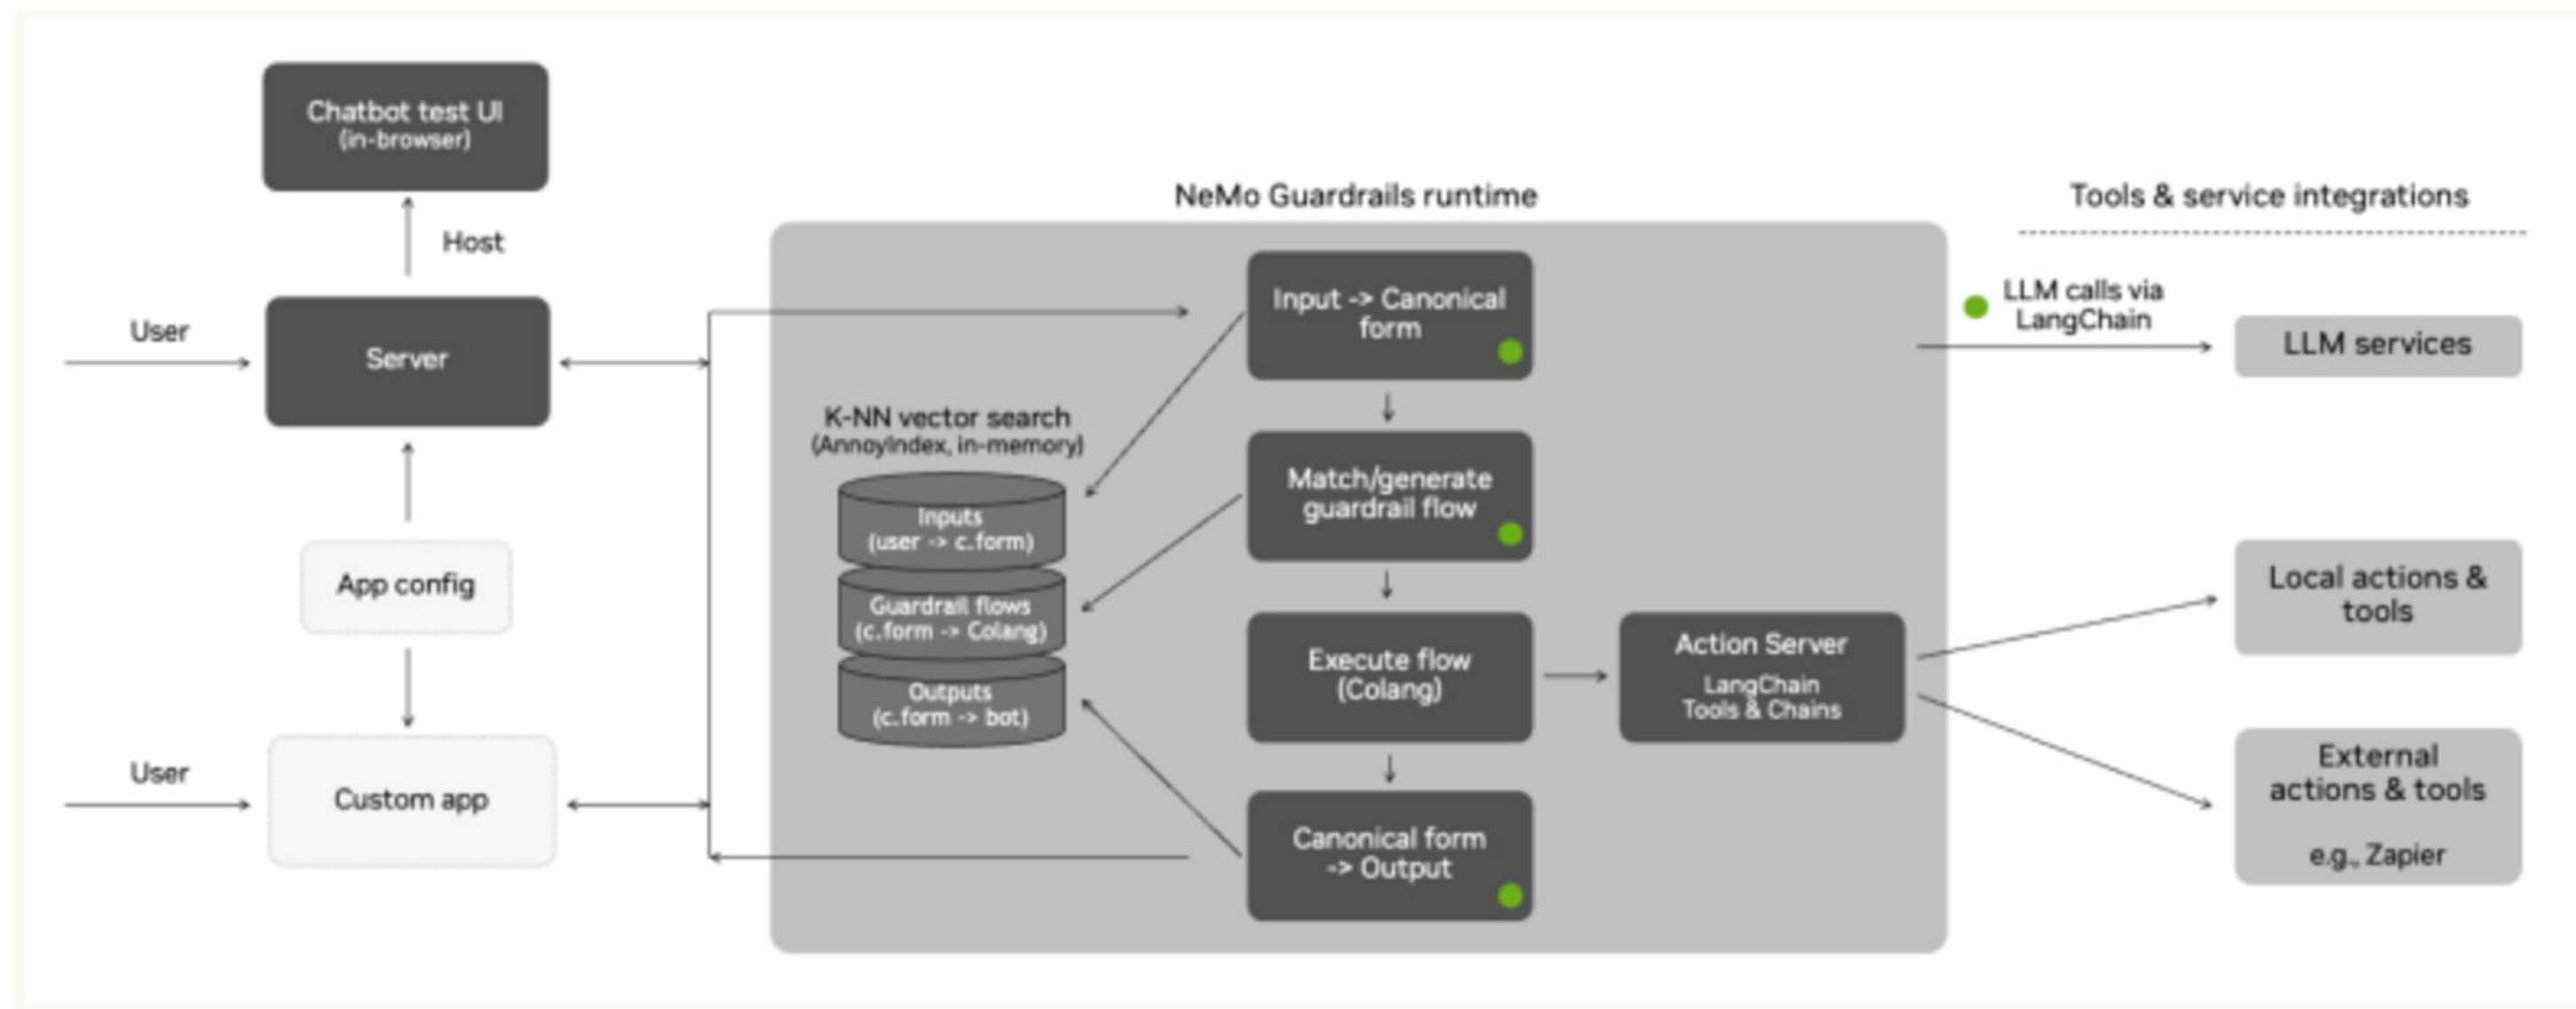 Chatbot test UI
(in-browser)
Host
User
Server
App config
User
Custom app
NeMo Guardrails runtime
K-NN vector search
(AnnoyIndex, in-memory)
Inputs
(user -> c.form)
Guardrail flows
(c.form -> Colang)
Outputs
(c.form -> bot)
Input -> Canonical
form
Match/generate
guardrail flow
Execute flow
(Colang)
Canonical form
-> Output
Action Server
LangChain
Tools & Chains
Tools & service integrations
LLM calls via
LangChain
LLM services
Local actions &
tools
External
actions & tools
e.g., Zapier